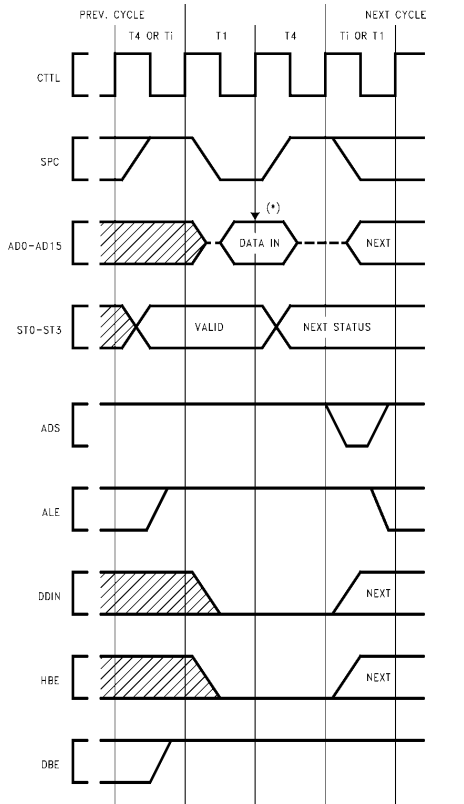 PREV. CYCLE
NEXT CYCLE
T4 OR Ti
T1
T4
Ti OR T1
CTTL
SPC
(*)
AD0-AD15
DATA IN
NEXT
ST0-ST3
VALID
NEXT STATUS
ADS
ALE
DDIN
NEXT
HBE
NEXT
DBE